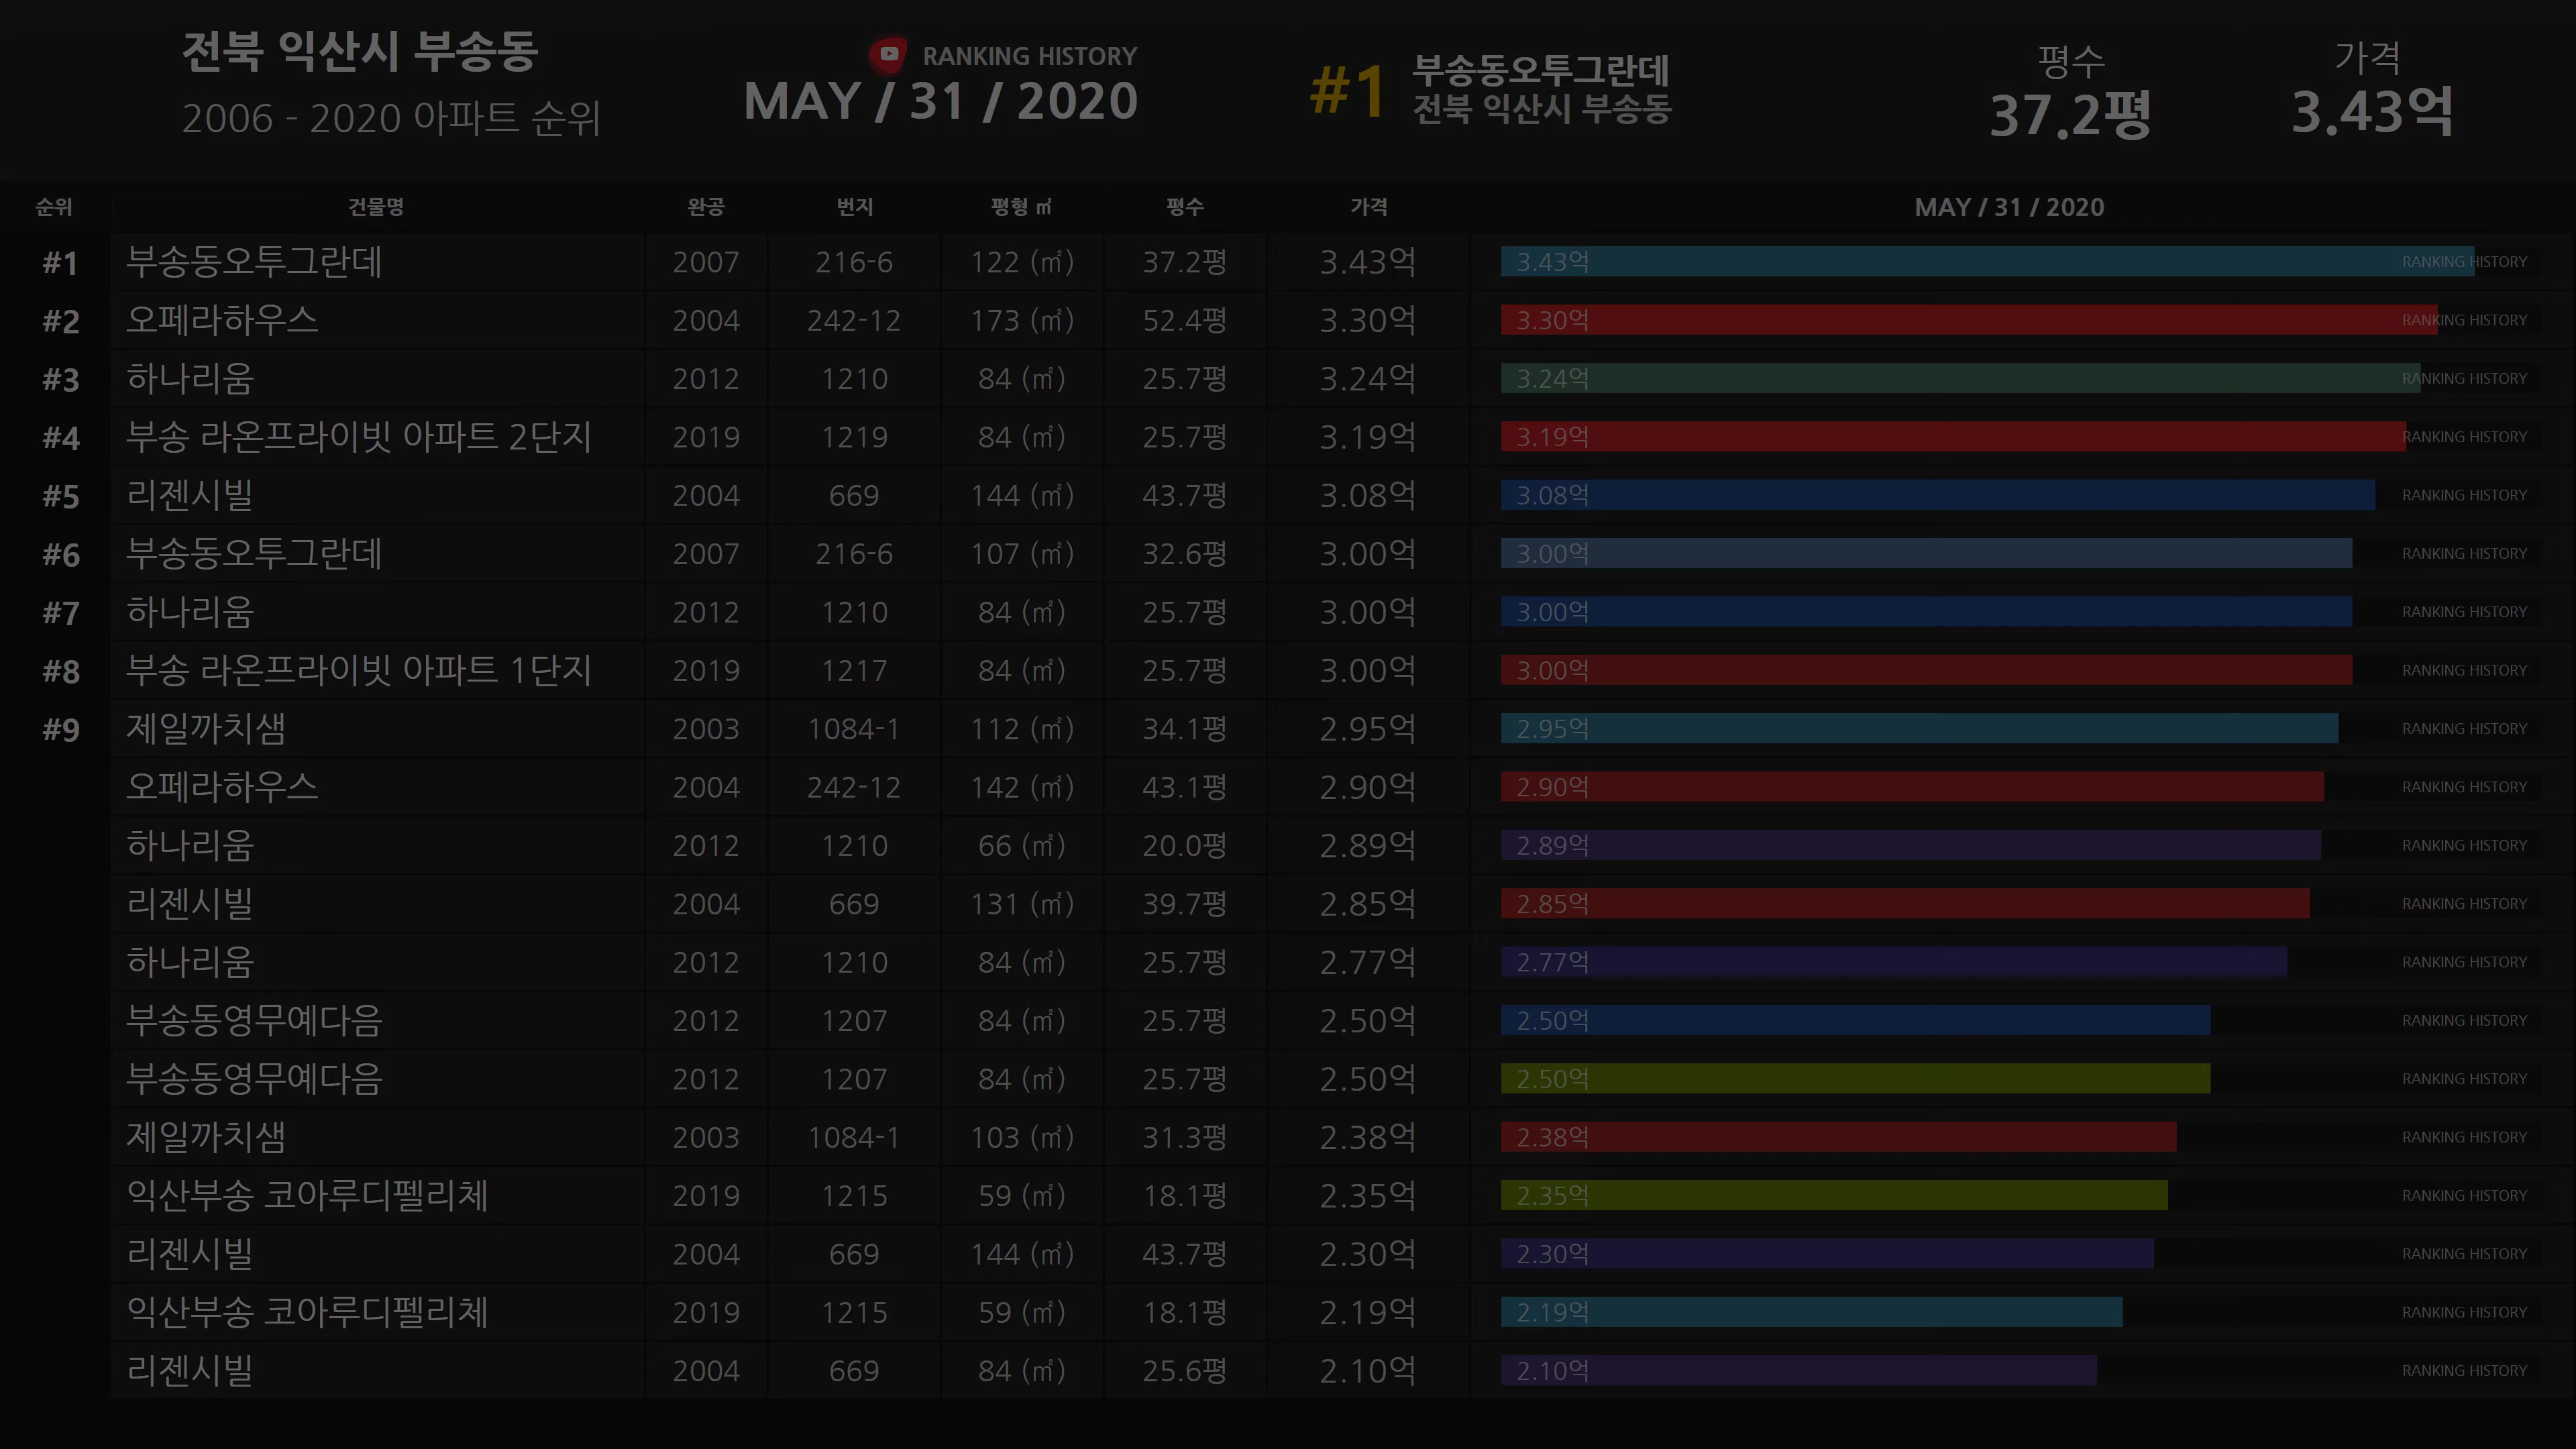 전북 익산시 부송동
2006 - 2020 아파트 순위
RANKING HISTORY
MAY / 31 / 2020
#1 부송동오투그란데
전북 익산시 부송동
평수
37.2평
가격
3.43억
순위 건물명 완공 번지 평형 ㎡ 평수 가격 MAY / 31 / 2020
#1 부송동오투그란데 2007 216-6 122 (㎡) 37.2평 3.43억 3.43억 RANKING HISTORY
#2 오페라하우스 2004 242-12 173 (㎡) 52.4평 3.30억 3.30억 RANKING HISTORY
#3 하나리움 2012 1210 84 (㎡) 25.7평 3.24억 3.24억 RANKING HISTORY
#4 부송 라온프라이빗 아파트 2단지 2019 1219 84 (㎡) 25.7평 3.19억 3.19억 RANKING HISTORY
#5 리젠시빌 2004 669 144 (㎡) 43.7평 3.08억 3.08억 RANKING HISTORY
#6 부송동오투그란데 2007 216-6 107 (㎡) 32.6평 3.00억 3.00억 RANKING HISTORY
#7 하나리움 2012 1210 84 (㎡) 25.7평 3.00억 3.00억 RANKING HISTORY
#8 부송 라온프라이빗 아파트 1단지 2019 1217 84 (㎡) 25.7평 3.00억 3.00억 RANKING HISTORY
#9 제일까치샘 2003 1084-1 112 (㎡) 34.1평 2.95억 2.95억 RANKING HISTORY
오페라하우스 2004 242-12 142 (㎡) 43.1평 2.90억 2.90억 RANKING HISTORY
하나리움 2012 1210 66 (㎡) 20.0평 2.89억 2.89억 RANKING HISTORY
리젠시빌 2004 669 131 (㎡) 39.7평 2.85억 2.85억 RANKING HISTORY
하나리움 2012 1210 84 (㎡) 25.7평 2.77억 2.77억 RANKING HISTORY
부송동영무예다음 2012 1207 84 (㎡) 25.7평 2.50억 2.50억 RANKING HISTORY
부송동영무예다음 2012 1207 84 (㎡) 25.7평 2.50억 2.50억 RANKING HISTORY
제일까치샘 2003 1084-1 103 (㎡) 31.3평 2.38억 2.38억 RANKING HISTORY
익산부송 코아루디펠리체 2019 1215 59 (㎡) 18.1평 2.35억 2.35억 RANKING HISTORY
리젠시빌 2004 669 144 (㎡) 43.7평 2.30억 2.30억 RANKING HISTORY
익산부송 코아루디펠리체 2019 1215 59 (㎡) 18.1평 2.19억 2.19억 RANKING HISTORY
리젠시빌 2004 669 84 (㎡) 25.6평 2.10억 2.10억 RANKING HISTORY